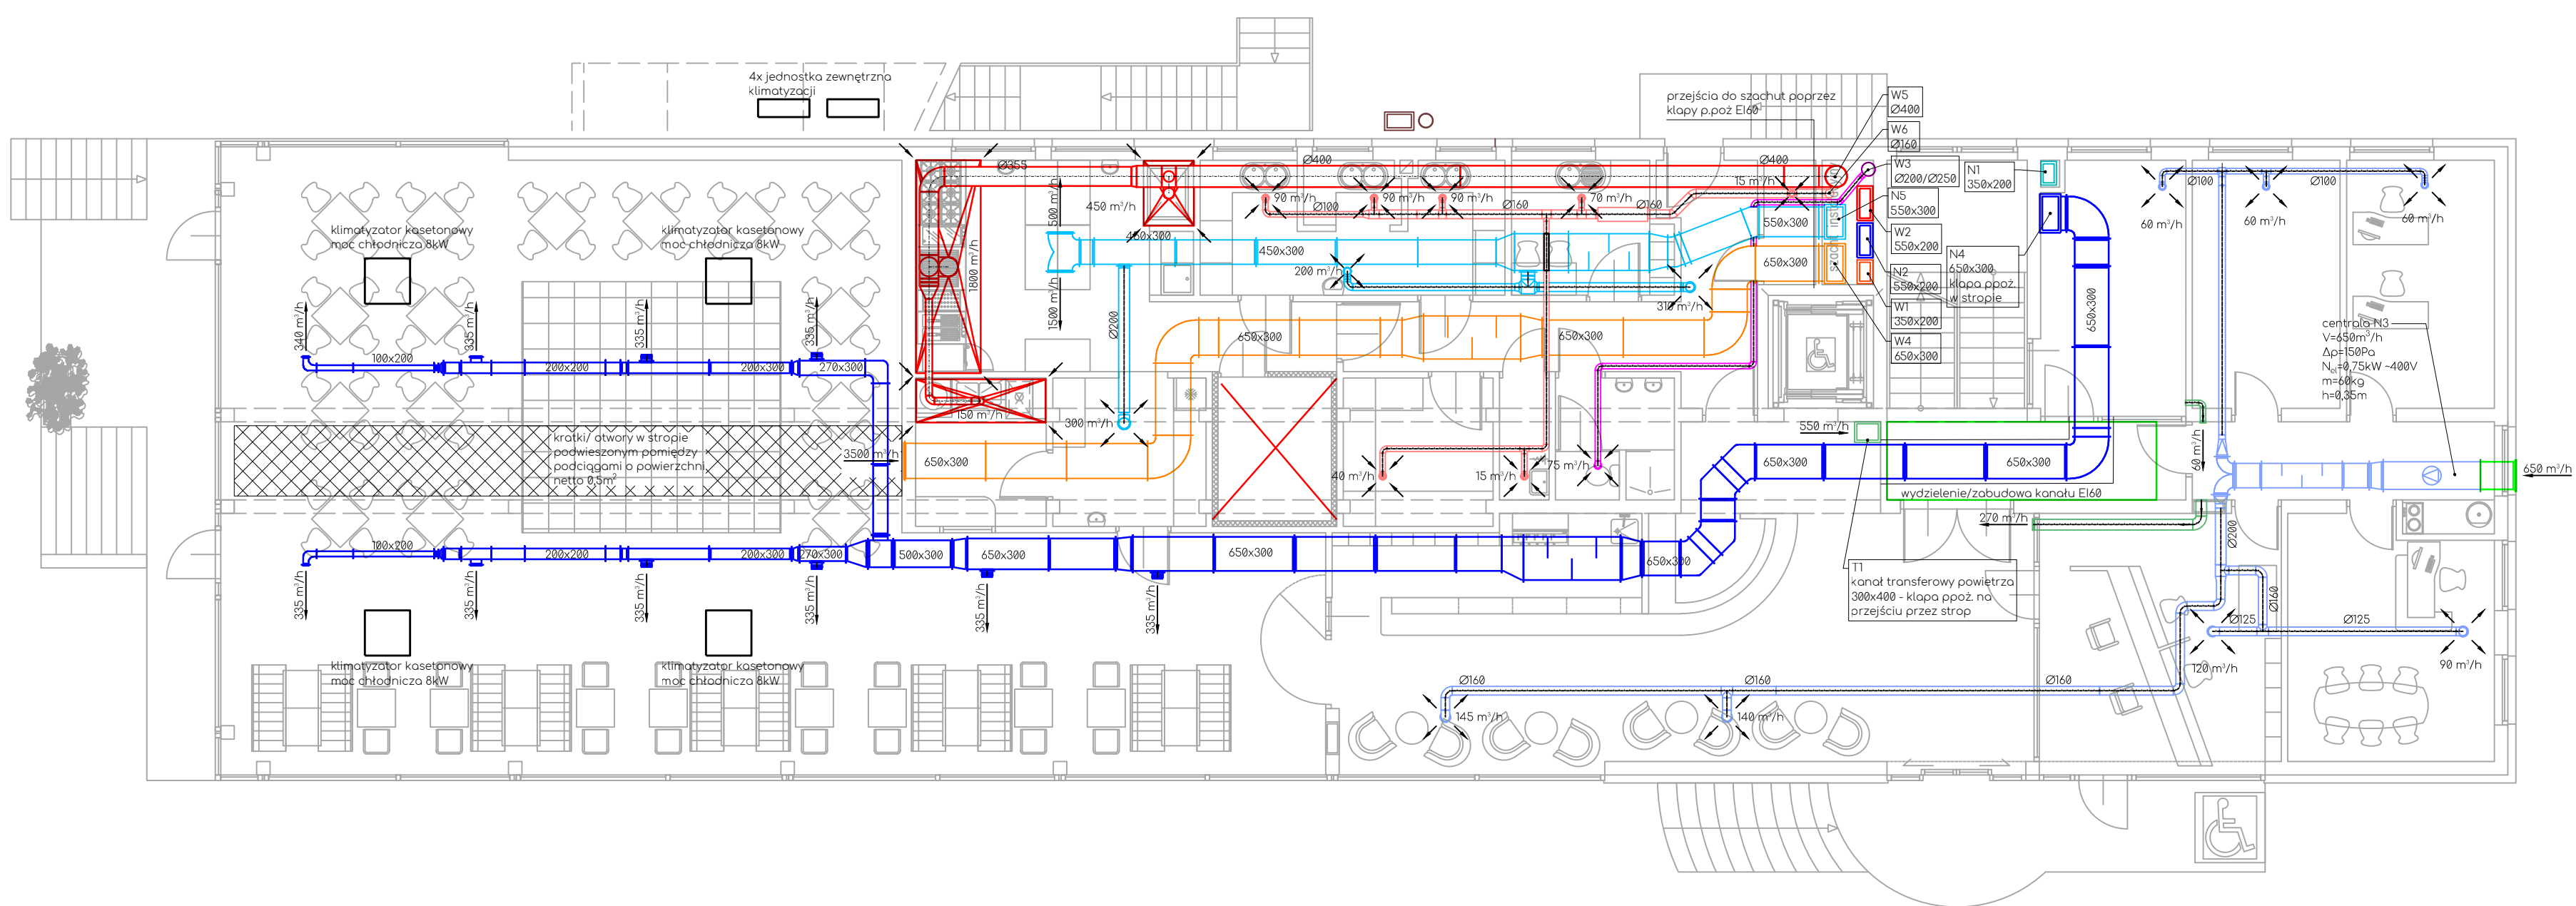 4x jednostka zewnętrzna
klimatyzacji
przejścia do szachut poprzez
klapy p.poż EI60
W5
Ø400
W6
Ø160
W3
Ø200/Ø250
N1
350x200
N5
550x300
W2
550x200
N2
550x200
W1
350x200
W4
650x300
N4
650x300
klapa ppoż.
w stropie
Ø355
Ø400
Ø400
15 m³/h
450 m³/h
450x300
1500 m³/h
1500 m³/h
1800 m³/h
90 m³/h
90 m³/h
90 m³/h
70 m³/h
Ø100
Ø160
Ø160
550x300
450x300
650x300
200 m³/h
310 m³/h
Ø200
300 m³/h
150 m³/h
650x300
650x300
Ø100
Ø100
60 m³/h
60 m³/h
60 m³/h
650x300
centrala N3
V=650m³/h
Δp=150Pa
Nel=0,75kW ~400V
m=60kg
h=0,35m
klimatyzator kasetonowy
moc chłodnicza 8kW
klimatyzator kasetonowy
moc chłodnicza 8kW
340 m³/h
335 m³/h
335 m³/h
335 m³/h
100x200
200x200
200x300
270x300
kratki/ otwory w stropie
podwieszonym pomiędzy
podciągami o powierzchni
netto 0,5m²
3500 m³/h
650x300
40 m³/h
15 m³/h
75 m³/h
550 m³/h
650x300
650x300
60 m³/h
650 m³/h
wydzielenie/zabudowa kanału EI60
270 m³/h
Ø200
100x200
200x200
200x300
270x300
500x300
650x300
650x300
650x300
335 m³/h
335 m³/h
335 m³/h
335 m³/h
335 m³/h
335 m³/h
T1
kanał transferowy powietrza
300x400 - klapa ppoż. na
przejściu przez strop
Ø160
Ø125
Ø125
120 m³/h
90 m³/h
klimatyzator kasetonowy
moc chłodnicza 8kW
klimatyzator kasetonowy
moc chłodnicza 8kW
Ø160
Ø160
Ø160
145 m³/h
140 m³/h